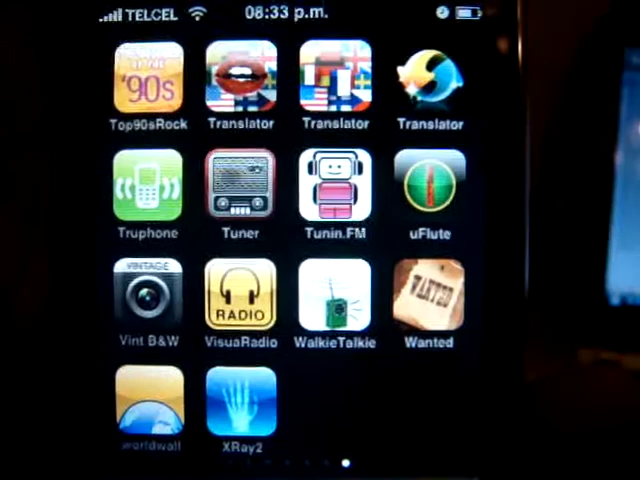 TELCEL 08:33 p.m.
'90s
Top90sRock Translator Translator Translator
Truphone Tuner Tunin.FM uFlute
VINTAGE
RADIO
WANTED
Vint B&W VisuaRadio WalkieTalkie Wanted
worldwall XRay2